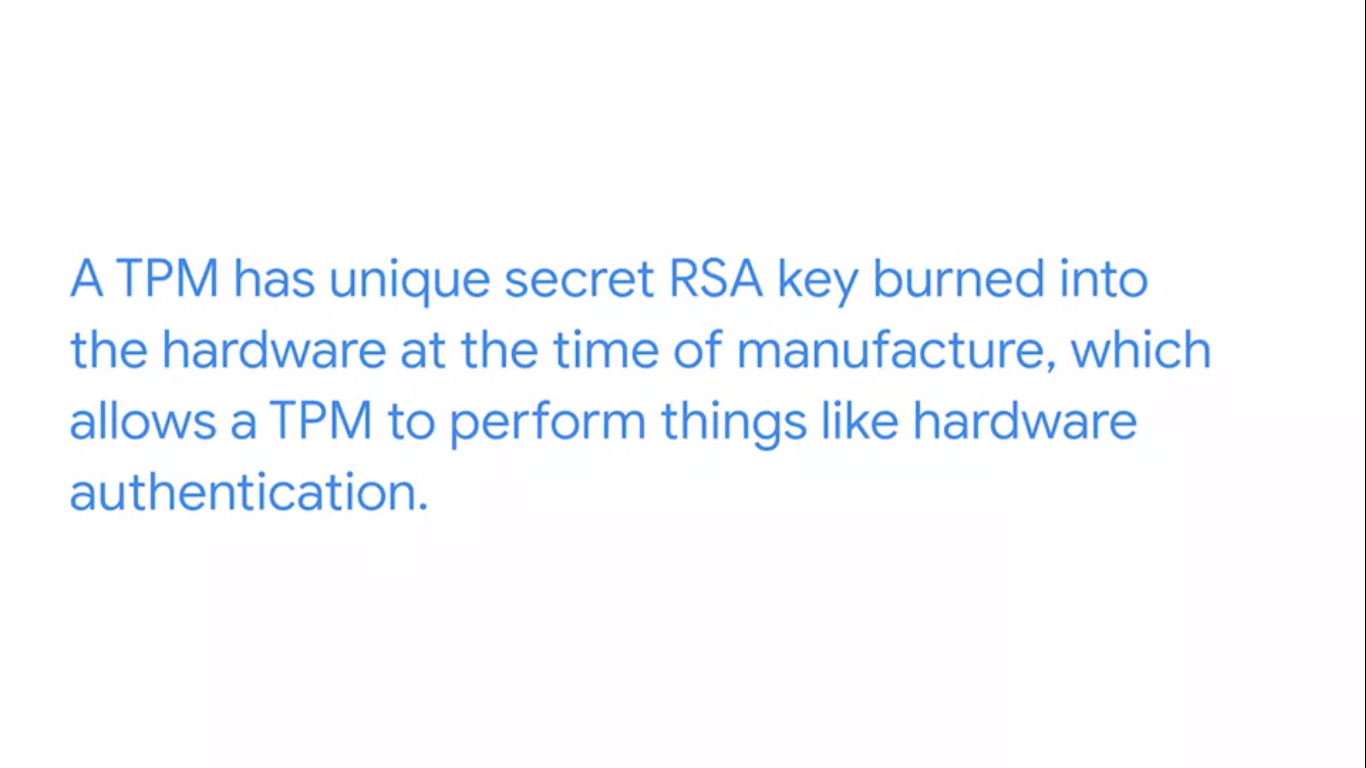 A TPM has unique secret RSA key burned into
the hardware at the time of manufacture, which
allows a TPM to perform things like hardware
authentication.